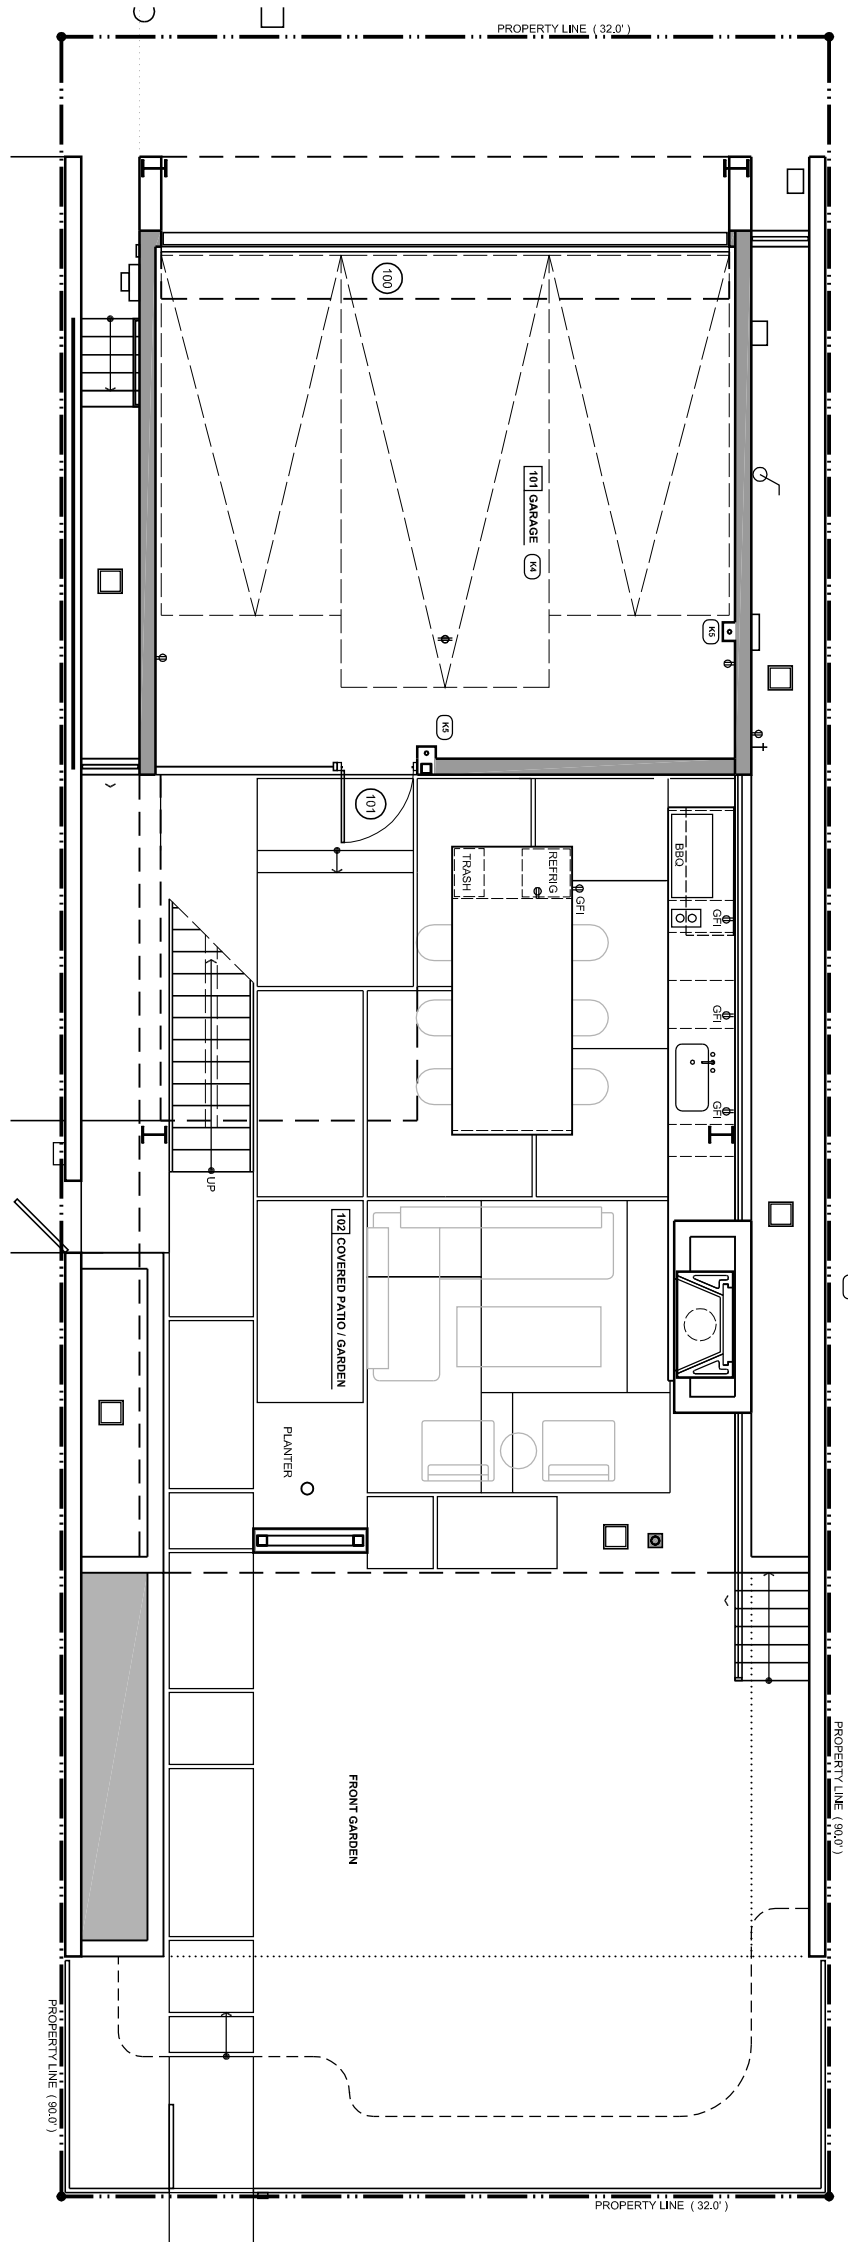 PROPERTY LINE ( 32.0' )
100
101 GARAGE
K4
K5
K5
101
BBQ
TRASH
REFRIG
GFI
GFI
GFI
GFI
UP
102 COVERED PATIO / GARDEN
PLANTER
FRONT GARDEN
PROPERTY LINE ( 90.0' )
PROPERTY LINE ( 90.0' )
PROPERTY LINE ( 32.0' )